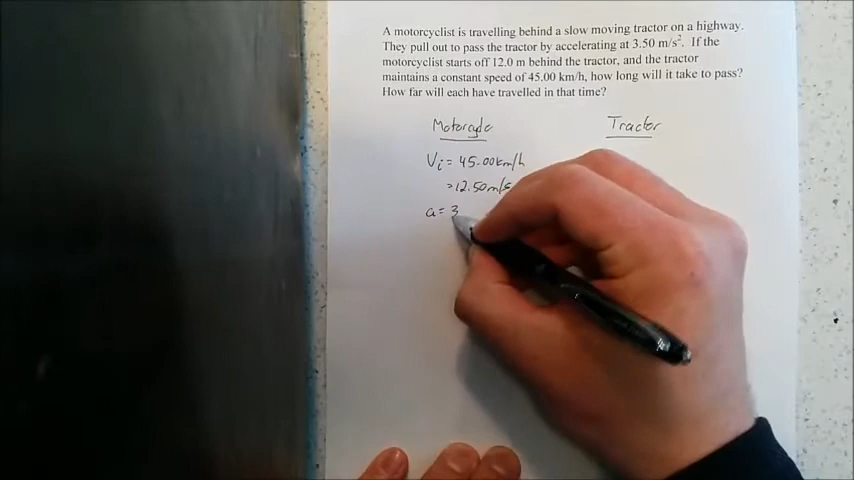 A motorcyclist is travelling behind a slow moving tractor on a highway.
They pull out to pass the tractor by accelerating at 3.50 m/s². If the
motorcyclist starts off 12.0 m behind the tractor, and the tractor
maintains a constant speed of 45.00 km/h, how long will it take to pass?
How far will each have travelled in that time?
Motorcycle Tractor
Vi = 45.00km/h
=12.50m/s
a = 3